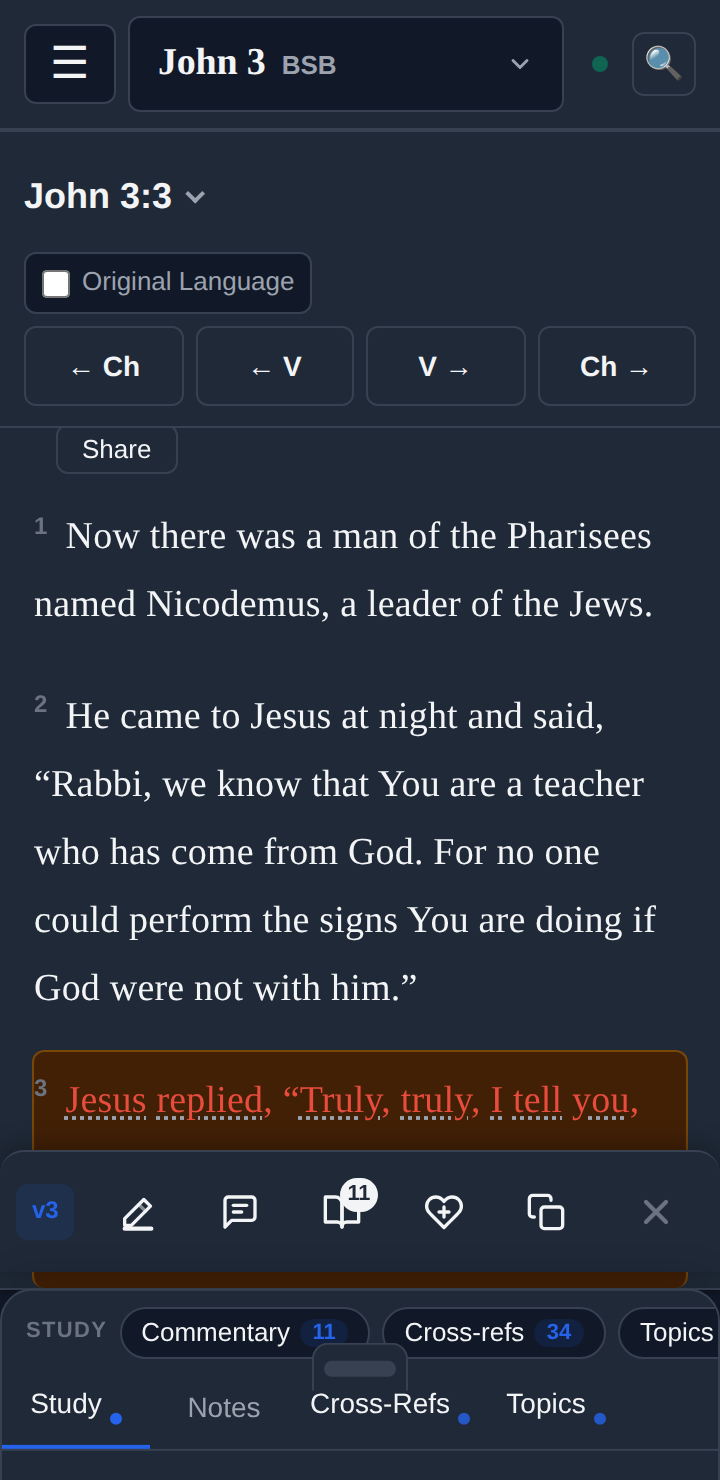 John 3 BSB
John 3:3
Original Language
← Ch
← V
V →
Ch →
Share
1 Now there was a man of the Pharisees
named Nicodemus, a leader of the Jews.
2 He came to Jesus at night and said,
“Rabbi, we know that You are a teacher
who has come from God. For no one
could perform the signs You are doing if
God were not with him.”
3 Jesus replied, “Truly, truly, I tell you,
v3
11
STUDY
Commentary 11
Cross-refs 34
Topics
Study
Notes
Cross-Refs
Topics